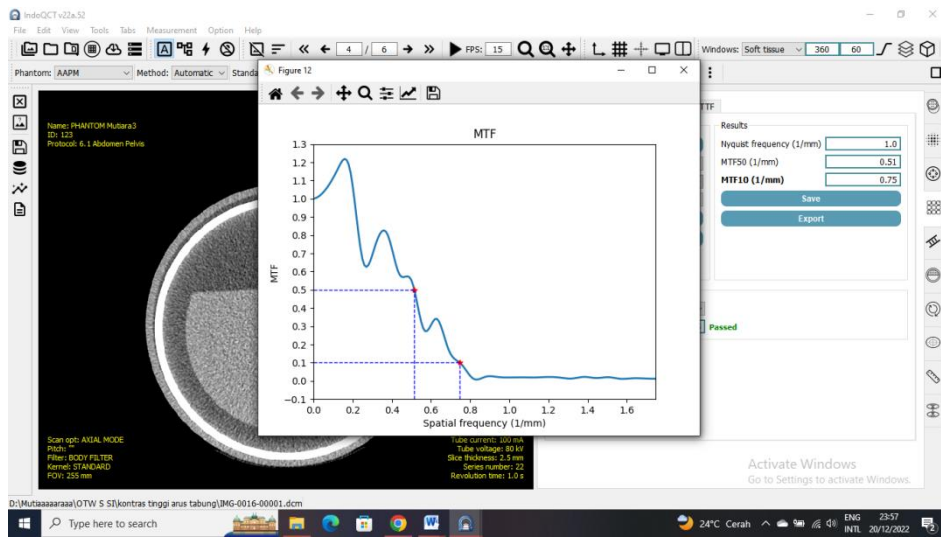 IndoQCT v22a.52
File Edit View Tools Tabs Measurement Option Help
4 / 6 FPS: 15 Windows: Soft tissue 360 60
Phantom: AAPM Method: Automatic Standa
Figure 12
TTF
Name: PHANTOM Mutiara3
ID: 123
Protocol: 6.1 Abdomen Pelvis
MTF
1.3
1.2
1.1
1.0
0.9
0.8
0.7
0.6
0.5
0.4
0.3
0.2
0.1
0.0
−0.1
MTF
0.0 0.2 0.4 0.6 0.8 1.0 1.2 1.4 1.6
Spatial frequency (1/mm)
Results
Nyquist frequency (1/mm) 1.0
MTF50 (1/mm) 0.51
MTF10 (1/mm) 0.75
Save
Export
Passed
Scan opt: AXIAL MODE
Pitch: ""
Filter: BODY FILTER
Kernel: STANDARD
FOV: 255 mm
Tube current: 100 mA
Tube voltage: 80 kV
Slice thickness: 2.5 mm
Series number: 22
Revolution time: 1.0 s
Activate Windows
Go to Settings to activate Windows.
D:\Mutiaaaaaraaa\OTW S SI\kontras tinggi arus tabung\IMG-0016-00001.dcm
Type here to search
24°C Cerah
ENG
INTL
23:57
20/12/2022
2